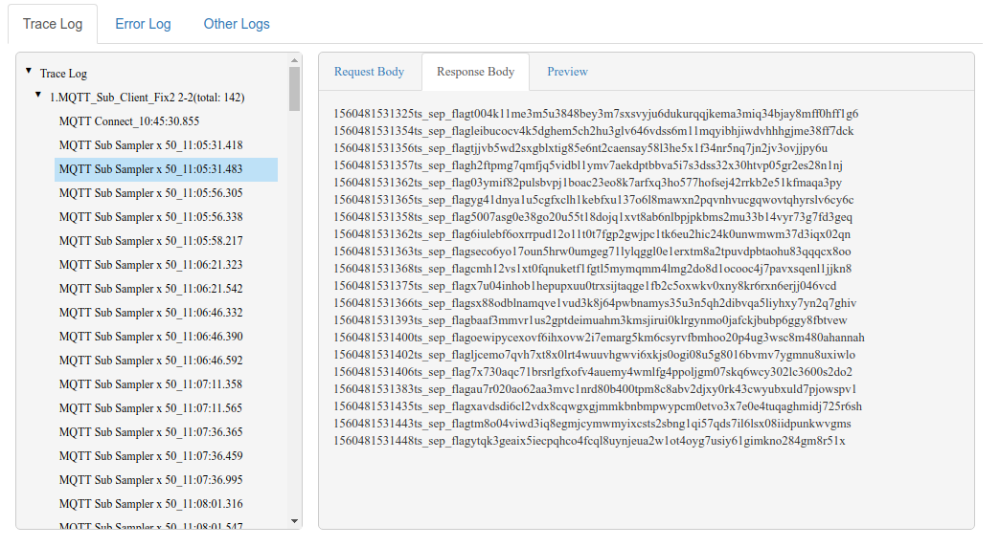 Trace Log
Error Log
Other Logs
Trace Log
1.MQTT_Sub_Client_Fix2 2-2(total: 142)
MQTT Connect_10:45:30.855
MQTT Sub Sampler x 50_11:05:31.418
MQTT Sub Sampler x 50_11:05:31.483
MQTT Sub Sampler x 50_11:05:56.305
MQTT Sub Sampler x 50_11:05:56.338
MQTT Sub Sampler x 50_11:05:58.217
MQTT Sub Sampler x 50_11:06:21.323
MQTT Sub Sampler x 50_11:06:21.542
MQTT Sub Sampler x 50_11:06:46.332
MQTT Sub Sampler x 50_11:06:46.390
MQTT Sub Sampler x 50_11:06:46.592
MQTT Sub Sampler x 50_11:07:11.358
MQTT Sub Sampler x 50_11:07:11.565
MQTT Sub Sampler x 50_11:07:36.365
MQTT Sub Sampler x 50_11:07:36.459
MQTT Sub Sampler x 50_11:07:36.995
MQTT Sub Sampler x 50_11:08:01.316
MQTT Sub Sampler x 50_11:08:01.547
Request Body
Response Body
Preview
1560481531325ts_sep_flagt004k11me3m5u3848bey3m7sxsvyju6dukurqqjkema3miq34bjay8mff0hff1g6
1560481531354ts_sep_flagleibucocv4k5dghem5ch2hu3glv646vdss6m11mqyibhjiwdvhhhgjme38ff7dck
1560481531356ts_sep_flagtjjvb5wd2sxgblxtig85e6nt2caensay58l3he5x1f34nr5nq7jn2jv3ovjjpy6u
1560481531357ts_sep_flagh2ftpmg7qmfjq5vidb11ymv7aekdptbbva5i7s3dss32x30htvp05gr2es28n1nj
1560481531362ts_sep_flag03ymif82pulsbvpj1boac23eo8k7arfxq3ho577hofsej42rrkb2e51kfmaqa3py
1560481531365ts_sep_flagyg41dnya1u5cgfxclh1kebfxu137o6l8mawxn2pqvnhvucgqwovtqhyrslv6cy6c
1560481531358ts_sep_flag5007asg0e38go20u55t18dojq1xvt8ab6nlbpjpkbms2mu33b14vyr73g7fd3geq
1560481531362ts_sep_flag6iulebf6oxrrpud12o11t0t7fgp2gwjpc1tk6eu2hic24k0unwmwm37d3iqx02qn
1560481531363ts_sep_flagseco6yo17oun5hrw0umgeg71lylqggl0e1erxtm8a2tpuvdpbtaohu83qqqcx8oo
1560481531368ts_sep_flagcmh12vs1xt0fqnuketf1fgtl5mymqmm4lmg2do8d1ocooc4j7pavxsqenl1jjkn8
1560481531375ts_sep_flagx7u04inhob1hepupxuu0trxsijtaqge1fb2c5oxwkv0xny8kr6rxn6erjj046vcd
1560481531366ts_sep_flagsx88odblnamqve1vud3k8j64pwbnamys35u3n5qh2dibvqa5liyhxy7yn2q7ghiv
1560481531393ts_sep_flagbaaf3mmvr1us2gptdeimuahm3kmsjirui0klrgynmo0jafckjbubp6ggy8fbtvew
1560481531400ts_sep_flagoewipycexovf6ihxovw2i7emarg5km6csyrvfbmhoo20p4ug3wsc8m480ahannah
1560481531402ts_sep_flagljcemo7qvh7xt8x0lrt4wuuvhgwvi6xkjs0ogi08u5g8016bvmv7ygmnu8uxiwlo
1560481531406ts_sep_flag7x730aqc71brsrlgfxofv4auemy4wmlfg4ppoljgm07skq6wcy302lc3600s2do2
1560481531383ts_sep_flagau7r020ao62aa3mvc1nrd80b400tpm8c8abv2djxy0rk43cwyubxuld7pjowspv1
1560481531435ts_sep_flagxavdsdi6cl2vdx8cqwgxgjmmkbnbmpwypcm0etvo3x7e0e4tuqaghmidj725r6sh
1560481531443ts_sep_flagtm8o04viwd3iq8egmjcymwmyixcsts2sbng1qi57qds7il6lsx08iidpunkwvgms
1560481531448ts_sep_flagytqk3geaix5iecpqhco4fcql8uynjeua2w1ot4oyg7usiy61gimkno284gm8r51x